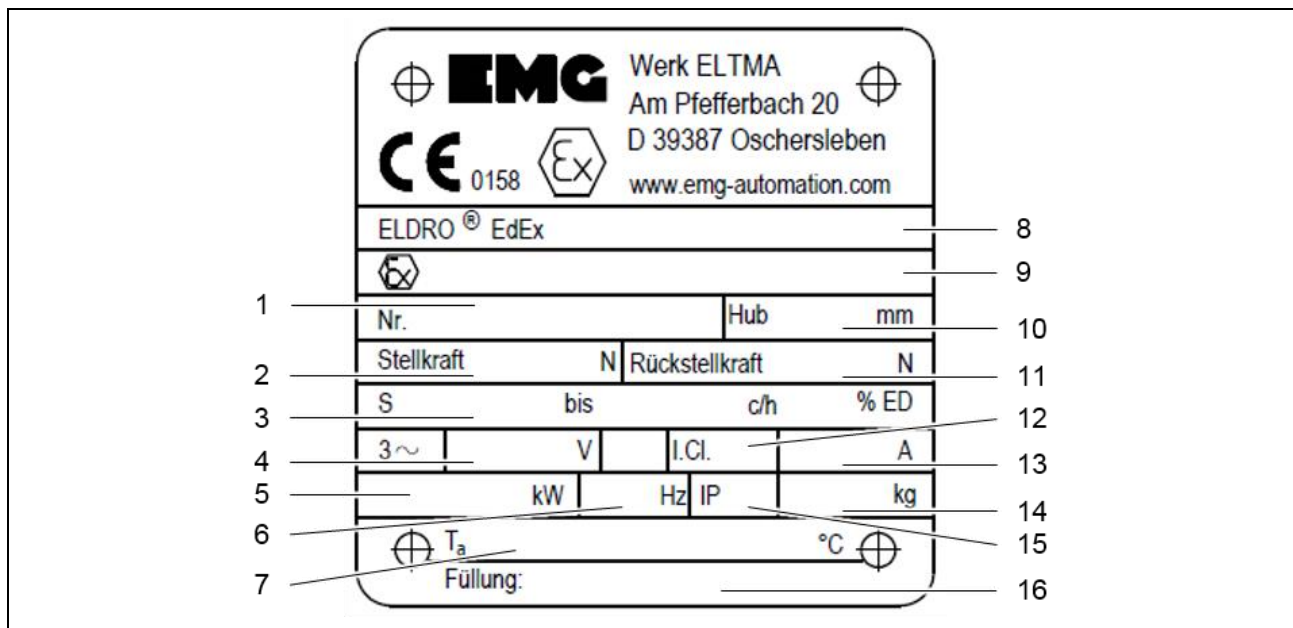 EMG Werk ELTMA
Am Pfefferbach 20
D 39387 Oschersleben
CE 0158 Ex www.emg-automation.com
ELDRO ® EdEx 8
Ex 9
1 Nr. Hub mm 10
2 Stellkraft N Rückstellkraft N 11
3 S bis c/h % ED 12
4 3~ V I.Cl. A 13
5 kW Hz IP kg 14
6 15
7 Ta °C
Füllung: 16